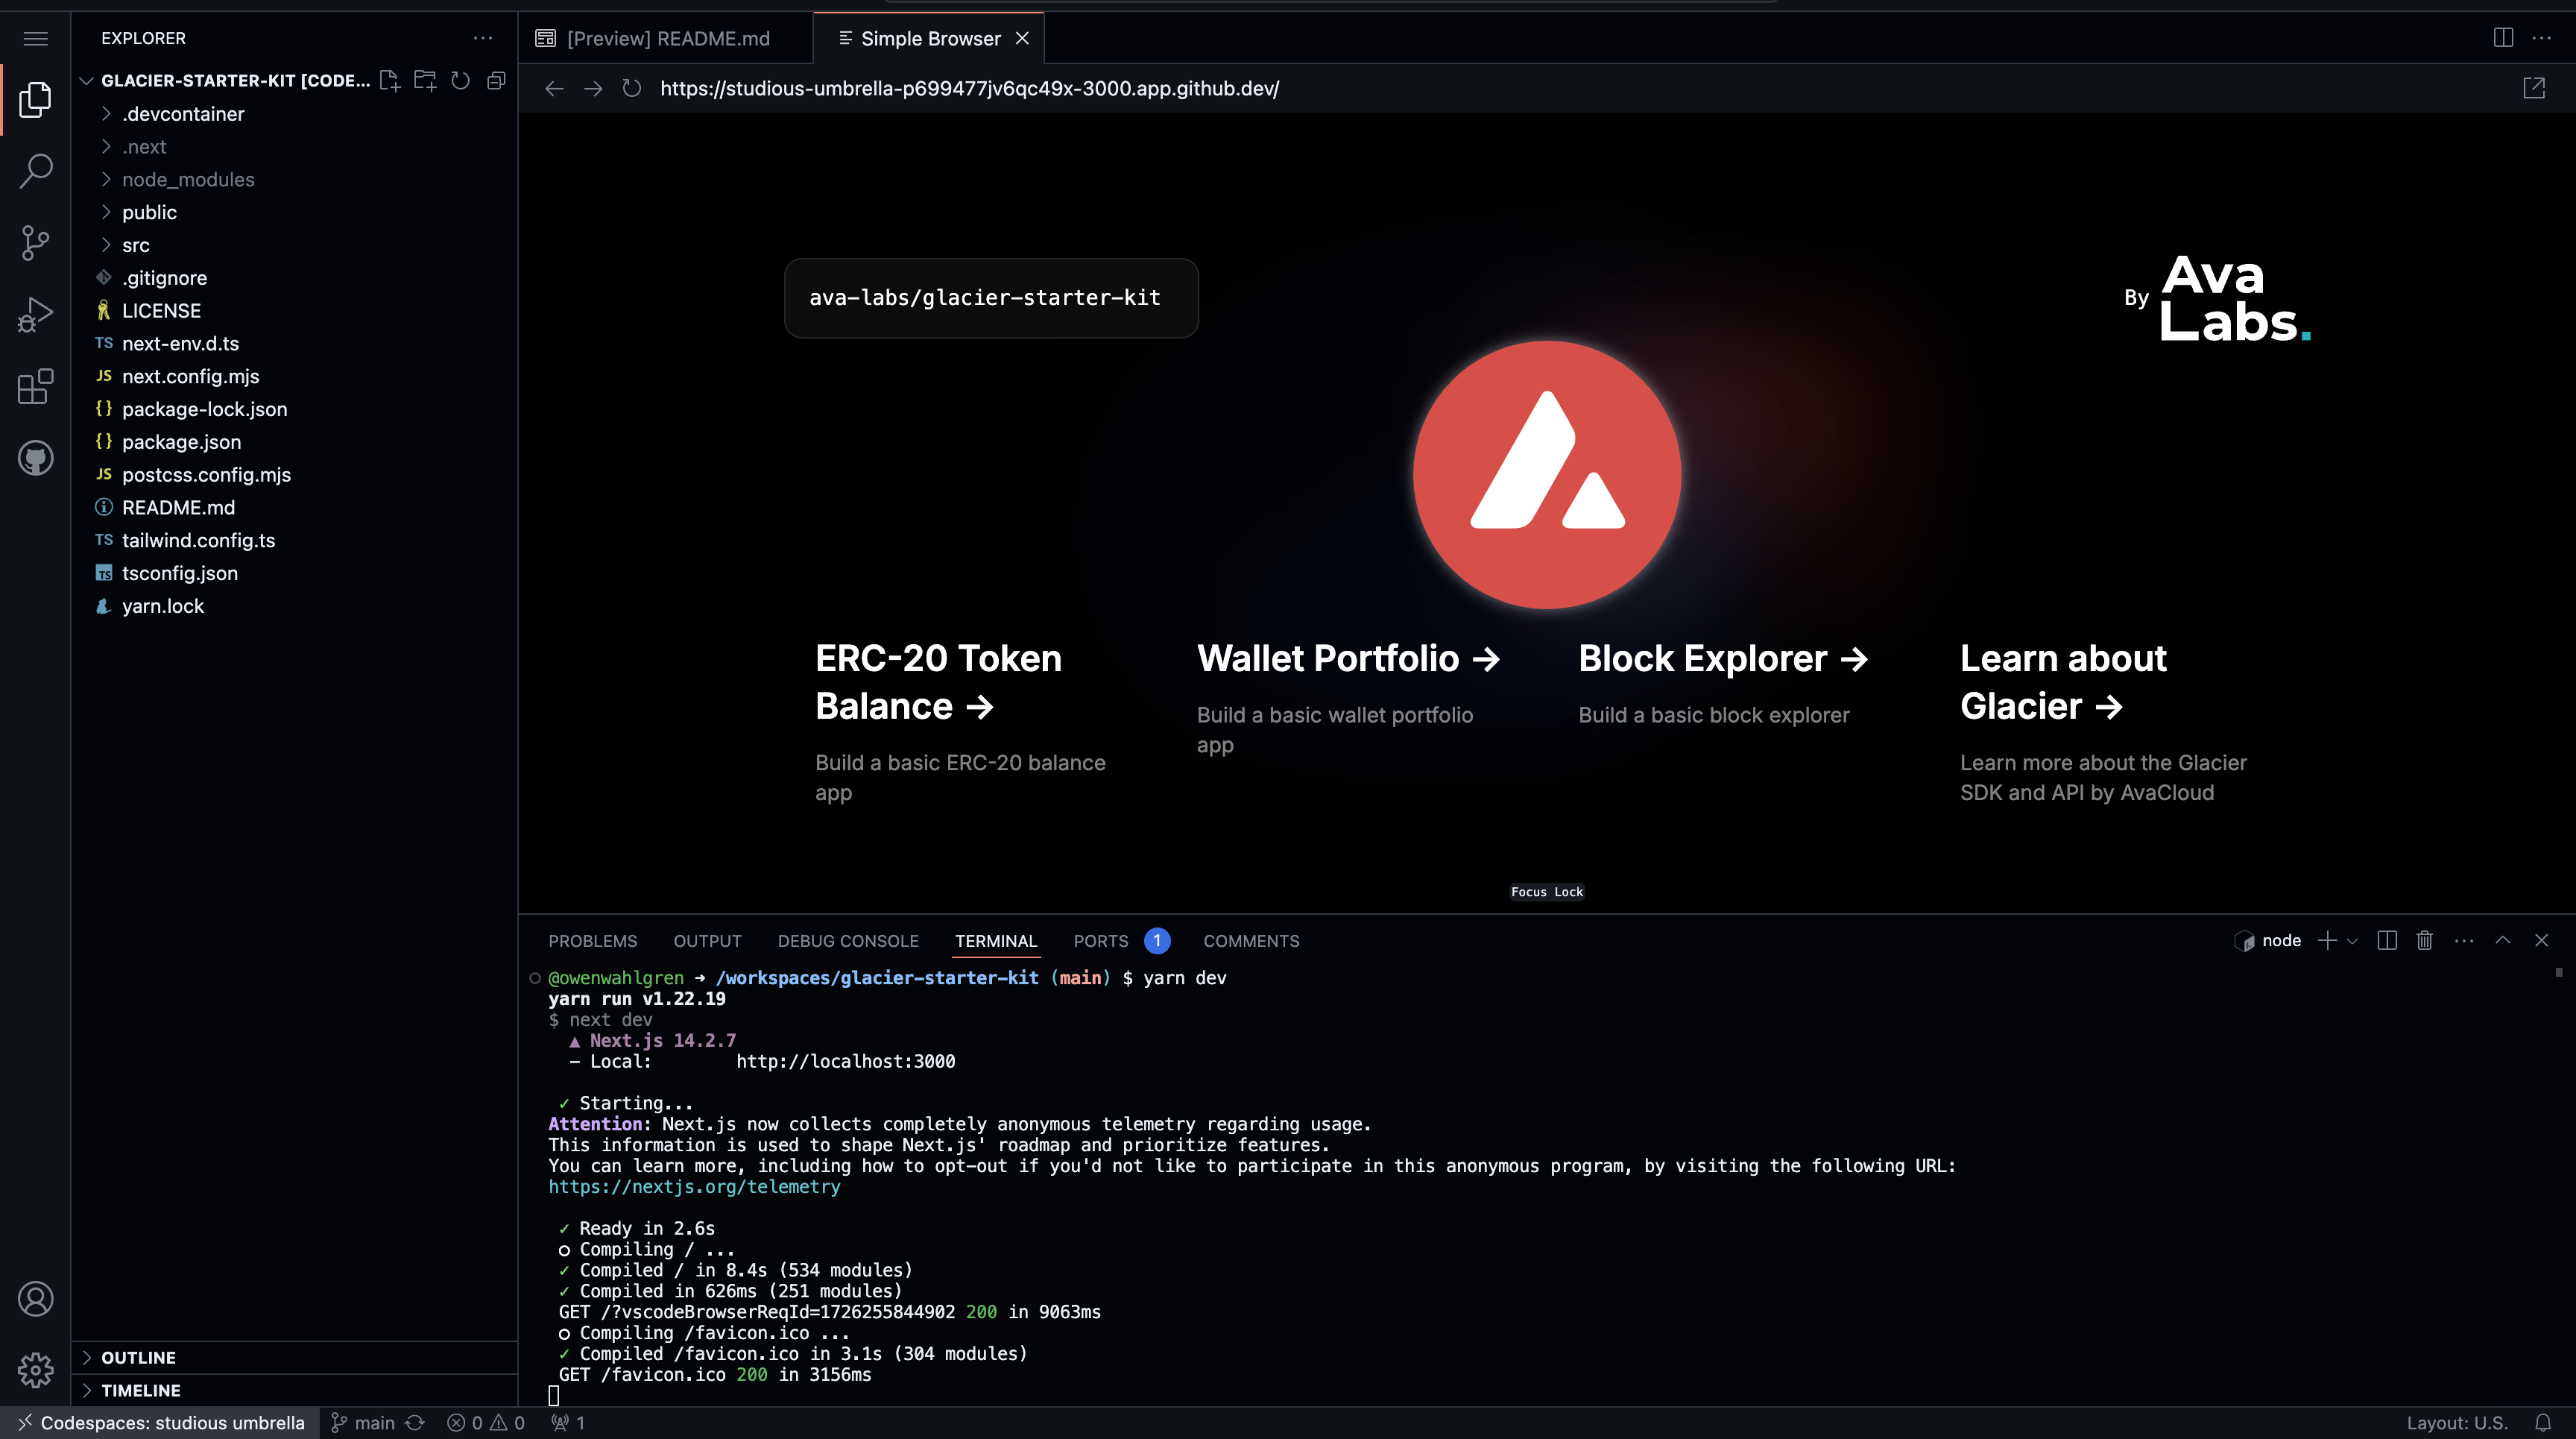 EXPLORER
GLACIER-STARTER-KIT [CODE...
.devcontainer
.next
node_modules
public
src
.gitignore
LICENSE
TS next-env.d.ts
JS next.config.mjs
{} package-lock.json
{} package.json
JS postcss.config.mjs
README.md
TS tailwind.config.ts
TS tsconfig.json
yarn.lock
OUTLINE
TIMELINE
[Preview] README.md
Simple Browser
https://studious-umbrella-p699477jv6qc49x-3000.app.github.dev/
ava-labs/glacier-starter-kit
By Ava Labs.
ERC-20 Token
Balance →
Build a basic ERC-20 balance
app
Wallet Portfolio →
Build a basic wallet portfolio
app
Block Explorer →
Build a basic block explorer
Learn about
Glacier →
Learn more about the Glacier
SDK and API by AvaCloud
Focus Lock
PROBLEMS OUTPUT DEBUG CONSOLE TERMINAL PORTS 1 COMMENTS
node
@owenwahlgren → /workspaces/glacier-starter-kit (main) $ yarn dev
yarn run v1.22.19
$ next dev
▲ Next.js 14.2.7
- Local: http://localhost:3000
✓ Starting...
Attention: Next.js now collects completely anonymous telemetry regarding usage.
This information is used to shape Next.js' roadmap and prioritize features.
You can learn more, including how to opt-out if you'd not like to participate in this anonymous program, by visiting the following URL:
https://nextjs.org/telemetry
✓ Ready in 2.6s
○ Compiling / ...
✓ Compiled / in 8.4s (534 modules)
✓ Compiled in 626ms (251 modules)
GET /?vscodeBrowserReqId=1726255844902 200 in 9063ms
○ Compiling /favicon.ico ...
✓ Compiled /favicon.ico in 3.1s (304 modules)
GET /favicon.ico 200 in 3156ms
Codespaces: studious umbrella main 0 0 1 Layout: U.S.